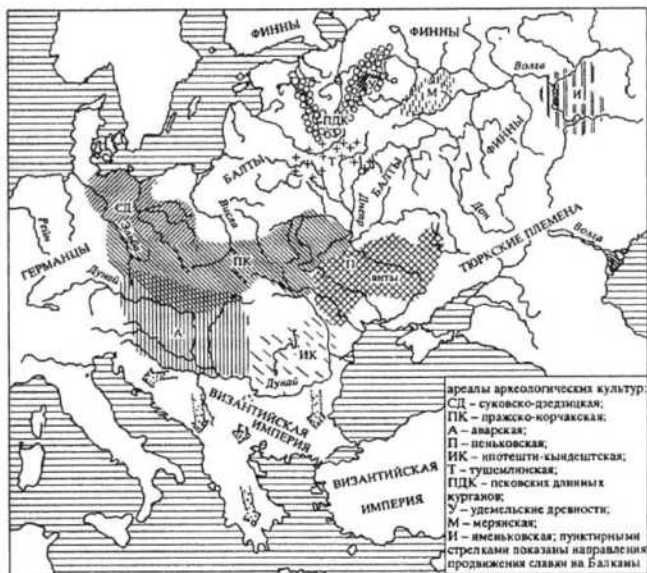 ФИННЫ
ФИННЫ
Волга
И
М
ПДК
У
ФИННЫ
Т
БАЛТЫ
БАЛТЫ
Днепр
Дон
Висла
СД
Эльба
Рейн
ГЕРМАНЦЫ
ПК
П
анты
ТЮРКСКИЕ ПЛЕМЕНА
Волга
Дунай
А
ИК
Дунай
ВИЗАНТИЙСКАЯ
ИМПЕРИЯ
ВИЗАНТИЙСКАЯ
ИМПЕРИЯ
ареалы археологических культур:
СД – суковско-дзедзицкая;
ПК – пражско-корчакская;
А – аварская;
П – пеньковская;
ИК – ипотешти-кындештская;
Т – тушемлинская;
ПДК – псковских длинных
курганов;
У – удомельские древности;
М – мерянская;
И – именьковская; пунктирными
стрелками показаны направления
продвижения славян на Балканы